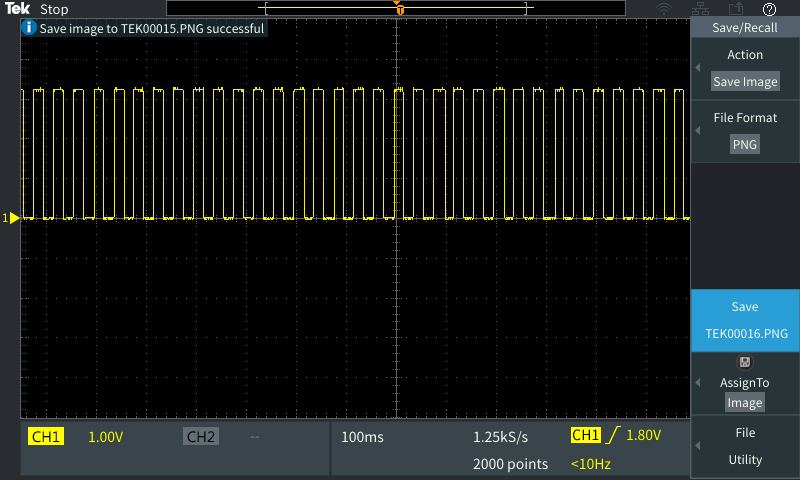 Tek Stop
T
?
i Save image to TEK00015.PNG successful
Save/Recall
Action
Save Image
File Format
PNG
1
Save
TEK00016.PNG
AssignTo
Image
File
Utility
CH1 1.00V CH2 --
100ms 1.25kS/s CH1 1.80V
2000 points <10Hz